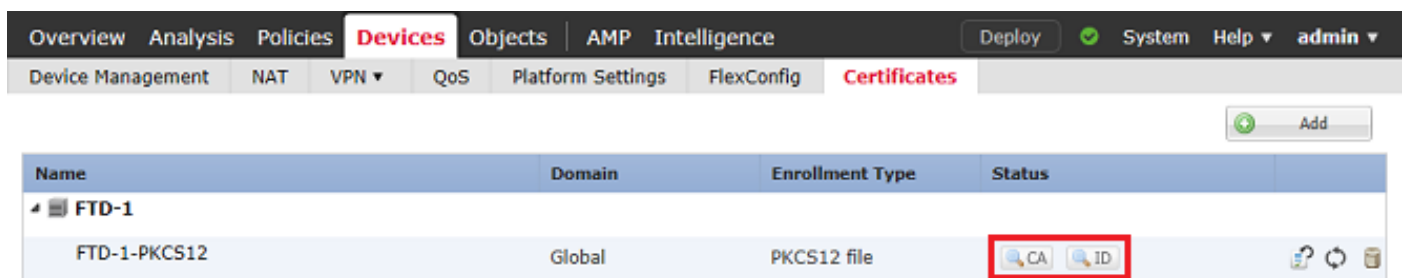 Overview Analysis Policies Devices Objects AMP Intelligence Deploy System Help admin
Device Management NAT VPN QoS Platform Settings FlexConfig Certificates
Add
Name Domain Enrollment Type Status
FTD-1
FTD-1-PKCS12 Global PKCS12 file CA ID